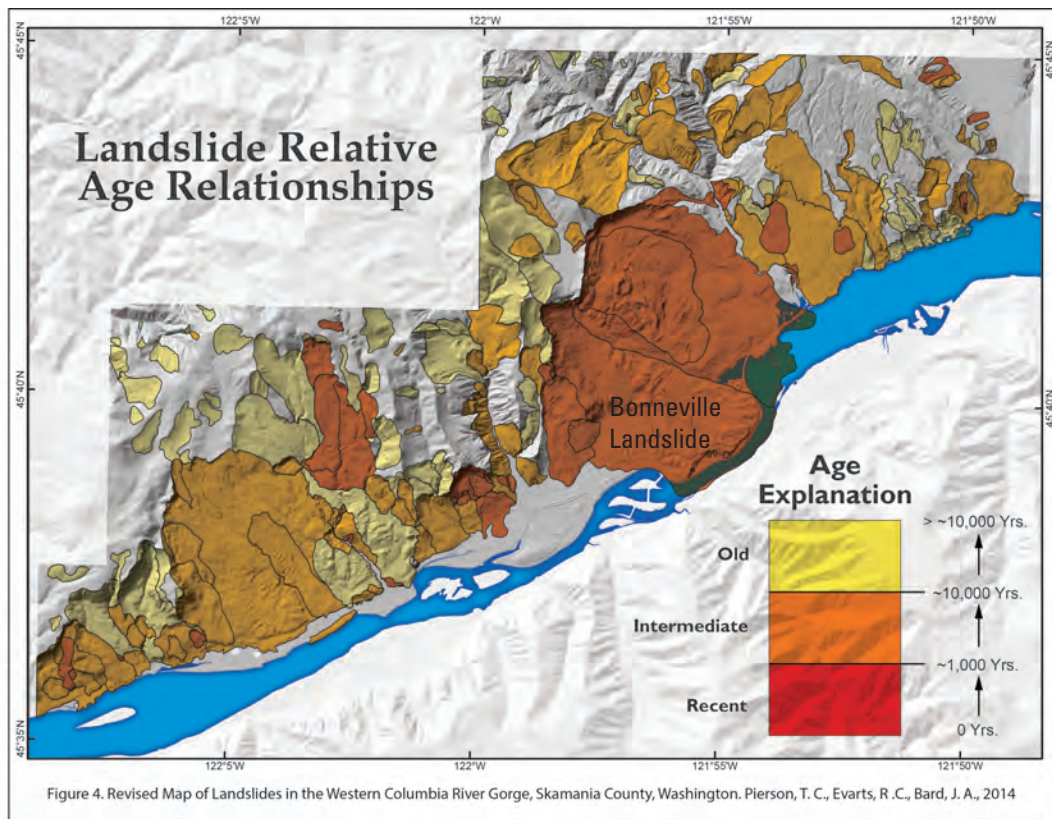 122°5'W
122°0'W
121°55'W
121°50'W
45°45'N
45°45'N
Landslide Relative
Age Relationships
45°40'N
45°40'N
Bonneville
Landslide
Age
Explanation
> ~10,000 Yrs.
Old
~10,000 Yrs.
Intermediate
~1,000 Yrs.
Recent
0 Yrs.
45°35'N
122°5'W
122°W
121°55'W
121°50'W
Figure 4. Revised Map of Landslides in the Western Columbia River Gorge, Skamania County, Washington. Pierson, T. C., Evarts, R .C., Bard, J. A., 2014